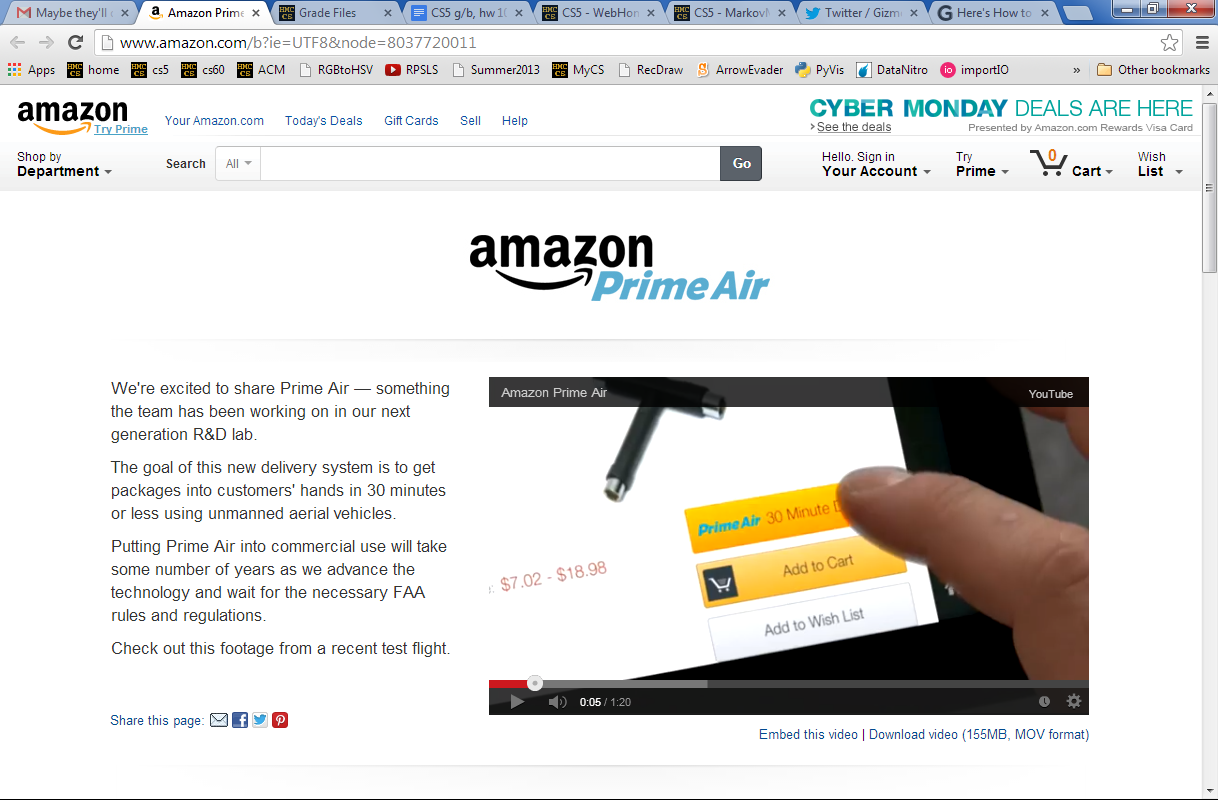 Maybe they'll
Amazon Prime
Grade Files
CS5 g/b, hw 10
CS5 - WebHom
CS5 - Markovl
Twitter / Gizm
Here's How to
www.amazon.com/b?ie=UTF8&node=8037720011
Apps
home
cs5
cs60
ACM
RGBtoHSV
RPSLS
Summer2013
MyCS
RecDraw
ArrowEvader
PyVis
DataNitro
importIO
»
Other bookmarks
amazon
Try Prime
Your Amazon.com
Today's Deals
Gift Cards
Sell
Help
CYBER MONDAY DEALS ARE HERE
See the deals
Presented by Amazon.com Rewards Visa Card
Shop by
Department
Search
All
Go
Hello. Sign in
Your Account
Try
Prime
0
Cart
Wish
List
amazon
Prime Air
We're excited to share Prime Air — something
the team has been working on in our next
generation R&D lab.
The goal of this new delivery system is to get
packages into customers' hands in 30 minutes
or less using unmanned aerial vehicles.
Putting Prime Air into commercial use will take
some number of years as we advance the
technology and wait for the necessary FAA
rules and regulations.
Check out this footage from a recent test flight.
Share this page:
Amazon Prime Air
YouTube
Prime Air 30 Minute
$7.02 - $18.98
Add to Cart
Add to Wish List
0:05 / 1:20
Embed this video | Download video (155MB, MOV format)